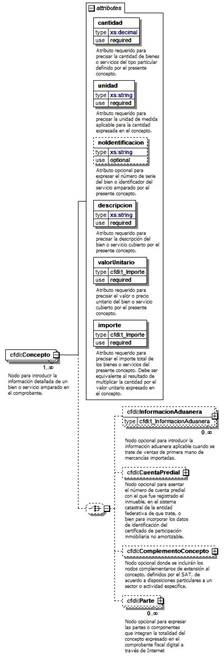 attributes
cantidad
type xs:decimal
use required
Atributo requerido para
precisar la cantidad de bienes
o servicios del tipo particular
definido por el presente
concepto.
unidad
type xs:string
use required
Atributo requerido para
precisar la unidad de medida
aplicable para la cantidad
expresada en el concepto.
noIdentificacion
type xs:string
use optional
Atributo opcional para
expresar el número de serie
del bien o identificador del
servicio amparado por el
presente concepto.
descripcion
type xs:string
use required
Atributo requerido para
precisar la descripción del
bien o servicio cubierto por el
presente concepto.
valorUnitario
type cfdi:t_Importe
use required
Atributo requerido para
precisar el valor o precio
unitario del bien o servicio
cubierto por el presente
concepto.
importe
type cfdi:t_Importe
use required
Atributo requerido para
precisar el importe total de
los bienes o servicios del
presente concepto. Debe ser
equivalente al resultado de
multiplicar la cantidad por el
valor unitario expresado en
el concepto.
cfdi:Concepto
1..∞
Nodo para introducir la
información detallada de un
bien o servicio amparado en
el comprobante.
cfdi:InformacionAduanera
type cfdi:t_InformacionAduanera
0..∞
Nodo opcional para introducir la
información aduanera aplicable cuando se
trate de ventas de primera mano de
mercancías importadas.
cfdi:CuentaPredial
Nodo opcional para asentar
el número de cuenta predial
con el que fue registrado el
inmueble, en el sistema
catastral de la entidad
federativa de que trate, o
bien para incorporar los datos
de identificación del
certificado de participación
inmobiliaria no amortizable.
cfdi:ComplementoConcepto
Nodo opcional donde se incluirán los
nodos complementarios de extensión al
concepto, definidos por el SAT, de
acuerdo a disposiciones particulares a un
sector o actividad especifica.
cfdi:Parte
0..∞
Nodo opcional para expresar
las partes o componentes
que integran la totalidad del
concepto expresado en el
comprobante fiscal digital a
través de Internet